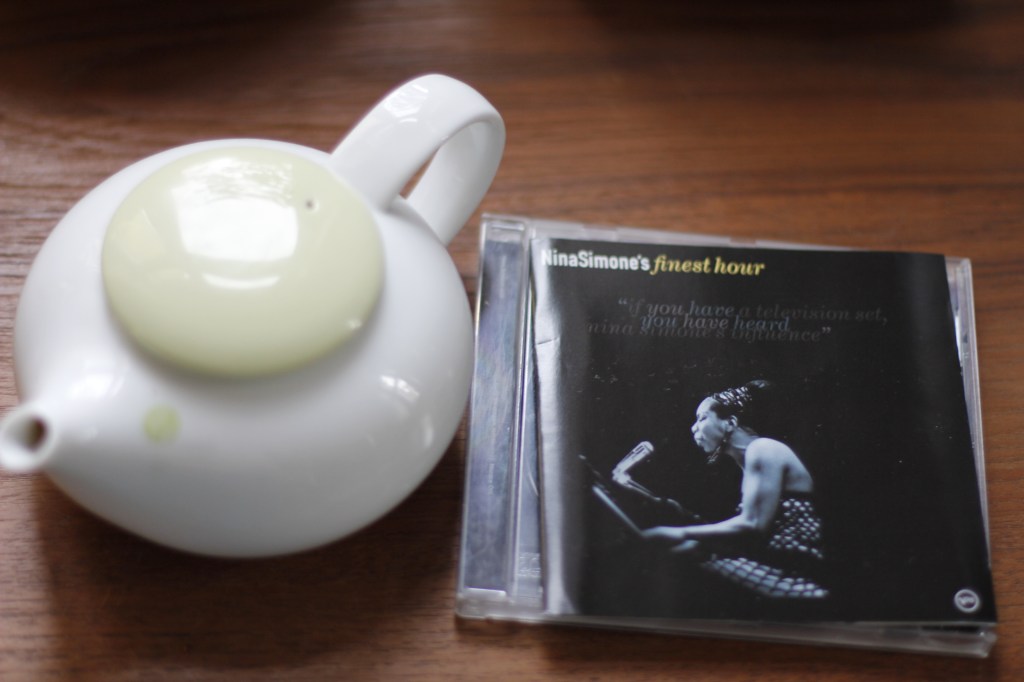 NinaSimone's finest hour
"if you have a television set,
you have heard
nina simone's influence"